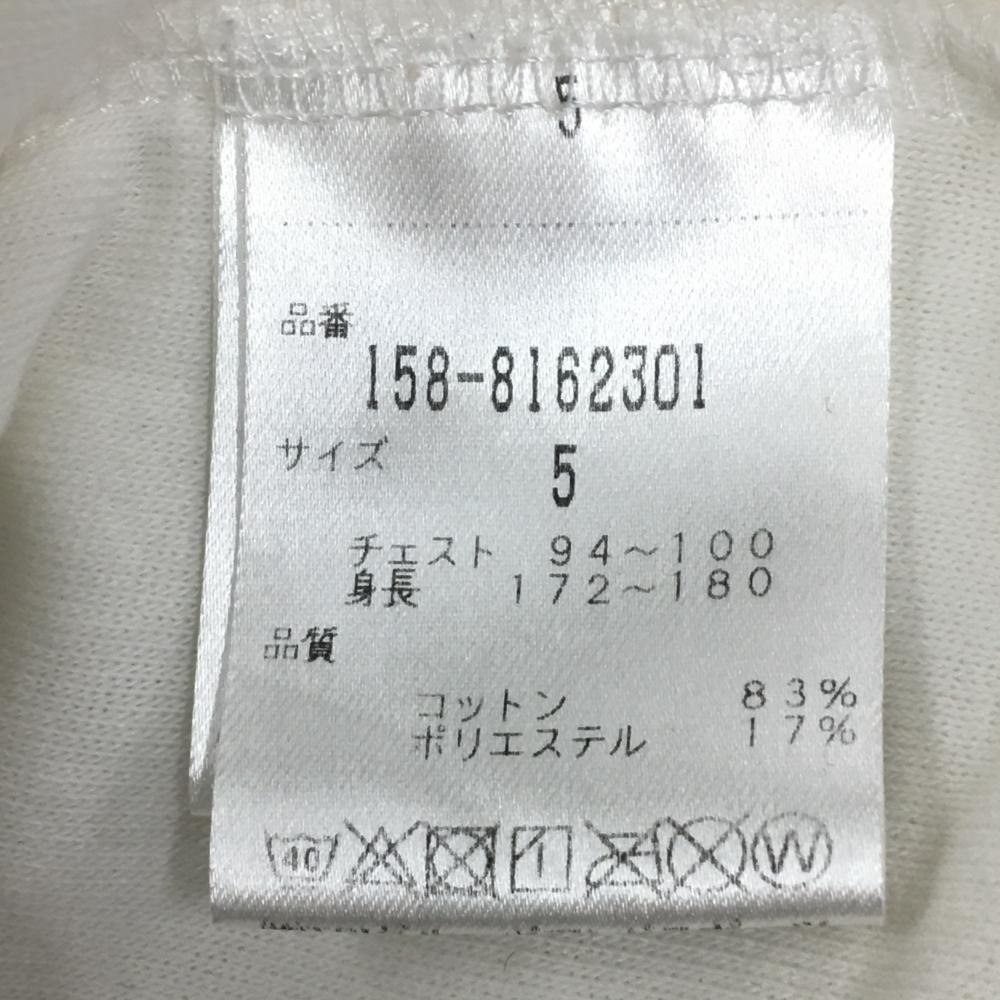 5
品番
158-8162301
サイズ
5
チェスト 94～100
身長 172～180
品質
コットン 83%
ポリエステル 17%
40 W